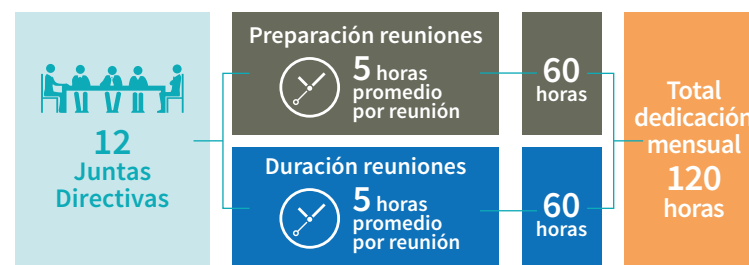 12
Juntas
Directivas
Preparación reuniones
5 horas
promedio
por reunión
60
horas
Duración reuniones
5 horas
promedio
por reunión
60
horas
Total
dedicación
mensual
120
horas